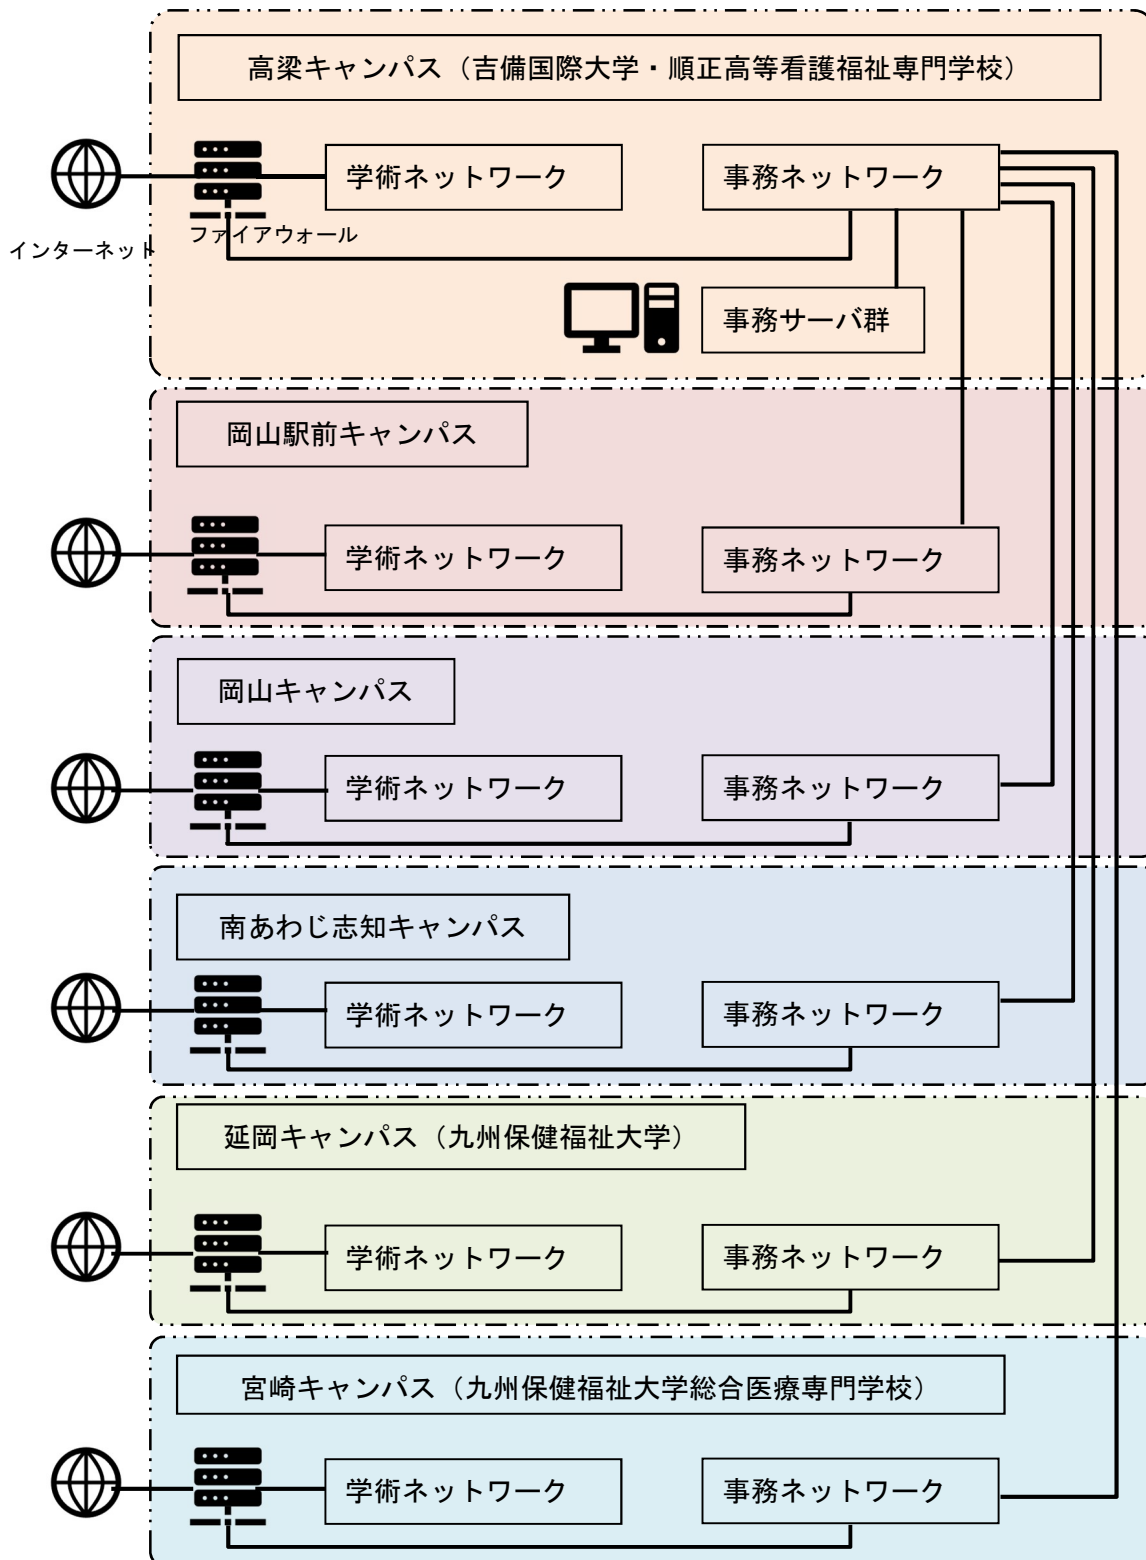 高梁キャンパス（吉備国際大学・順正高等看護福祉専門学校）
学術ネットワーク
事務ネットワーク
インターネット
ファイアウォール
事務サーバ群
岡山駅前キャンパス
学術ネットワーク
事務ネットワーク
岡山キャンパス
学術ネットワーク
事務ネットワーク
南あわじ志知キャンパス
学術ネットワーク
事務ネットワーク
延岡キャンパス（九州保健福祉大学）
学術ネットワーク
事務ネットワーク
宮崎キャンパス（九州保健福祉大学総合医療専門学校）
学術ネットワーク
事務ネットワーク